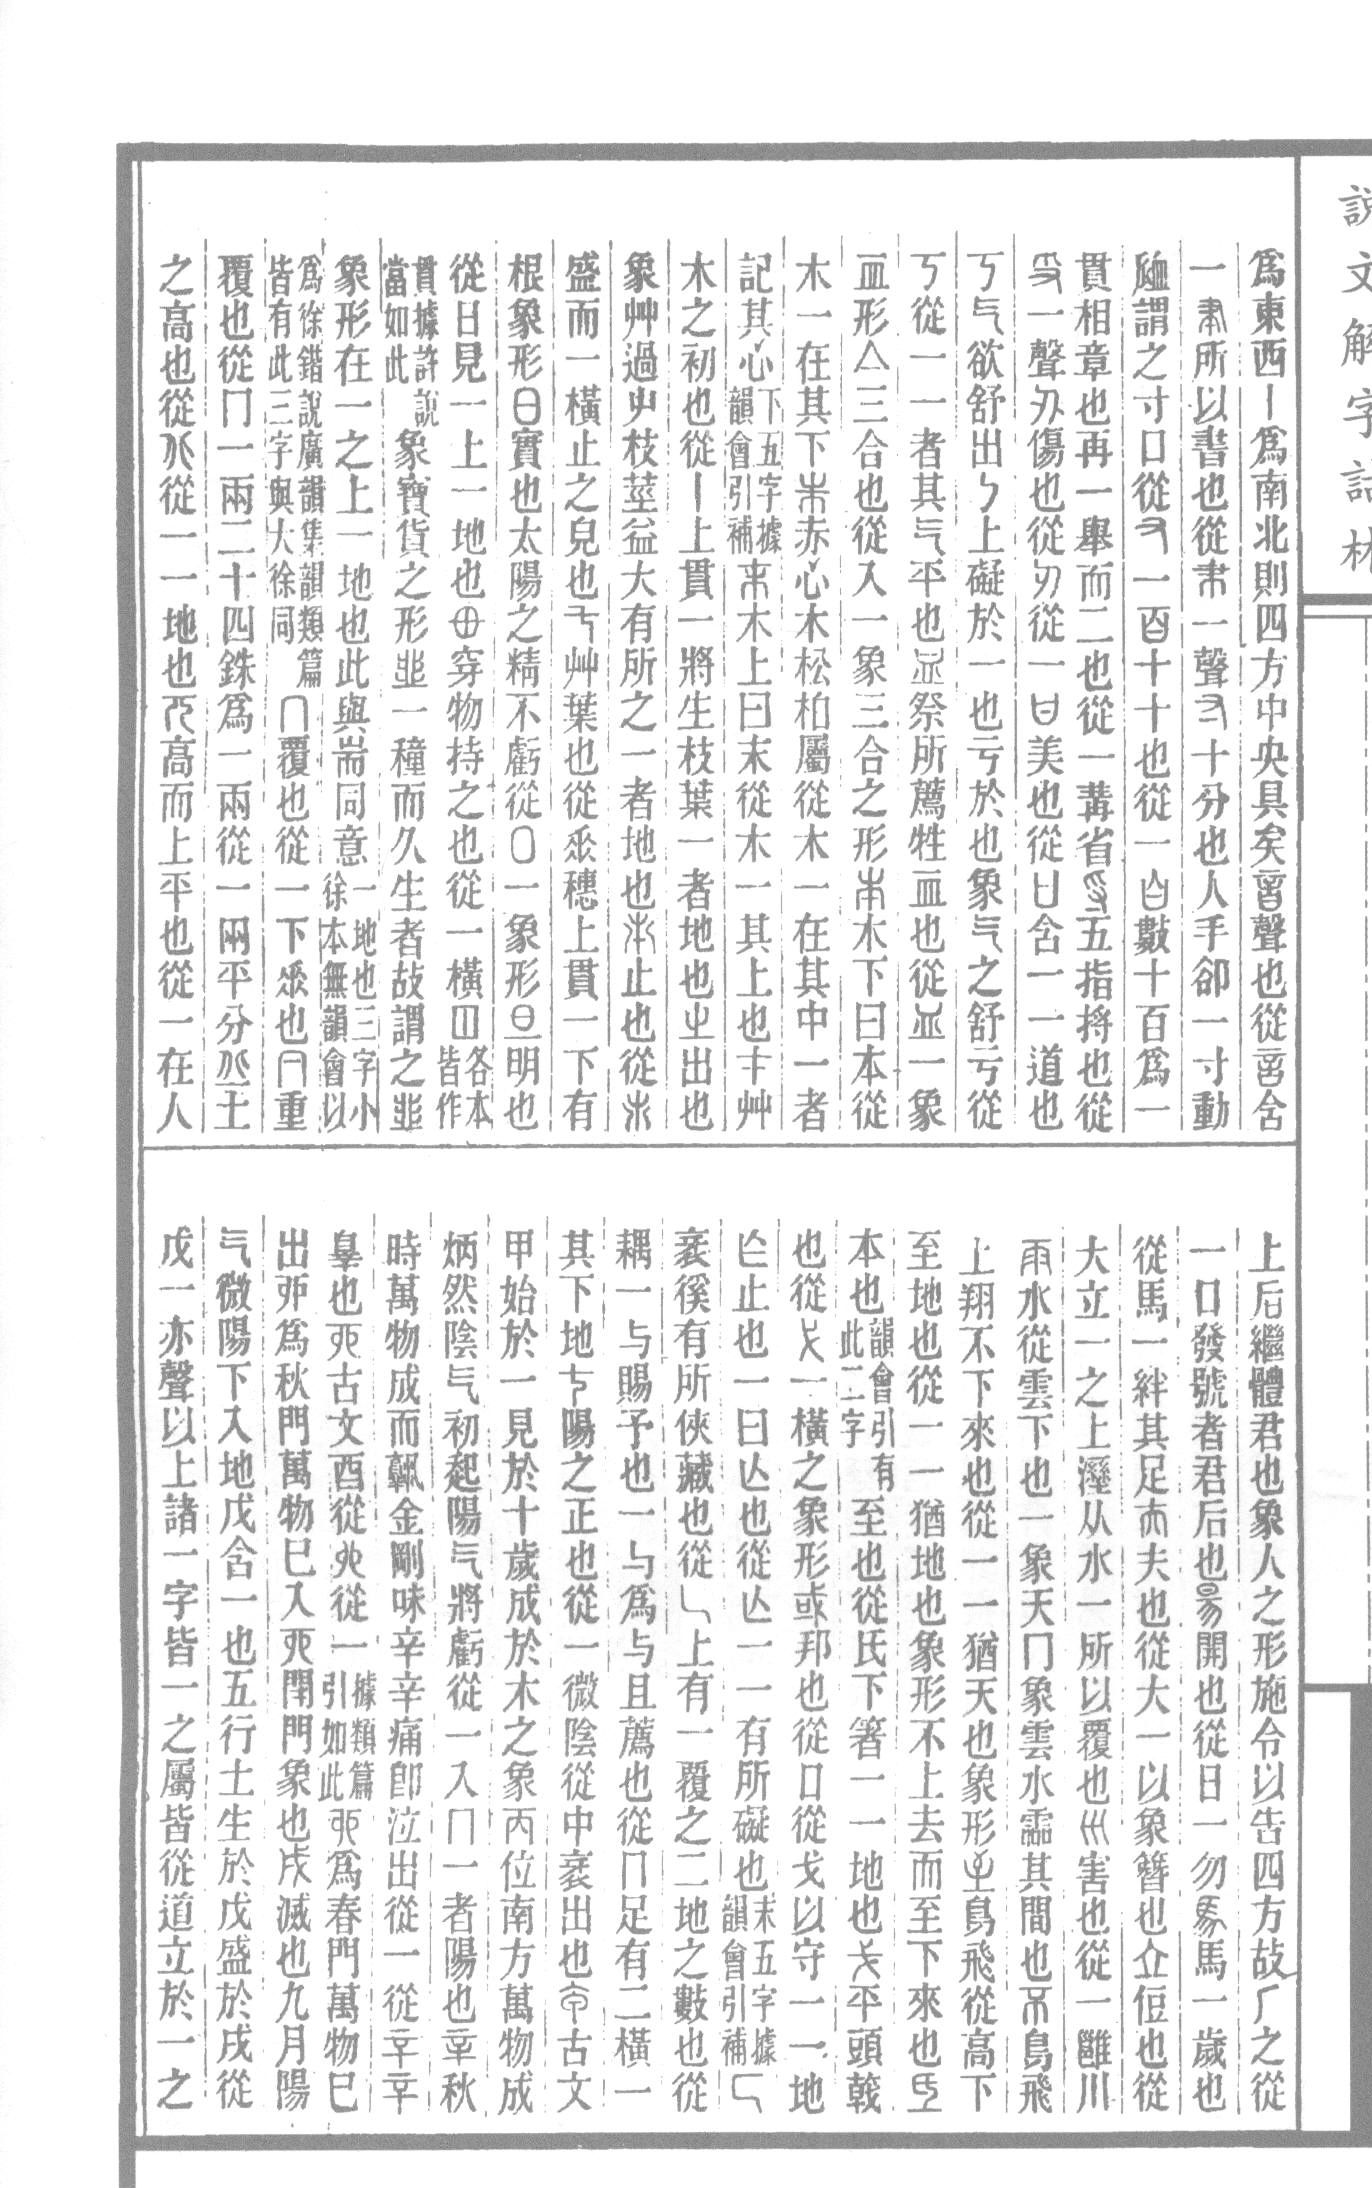 說文解字詁林
爲東西丨爲南北則四方中央具矣音聲也從言含
一聿所以書也從𦘒一聲寸十分也人手卻一寸動
𧖴謂之寸口從又一百十十也從一白數十百爲一
貫相章也再一舉而二也從一冓省寽五指捋也從
𠬪一聲刃傷也從刀從一甘美也從口含一一道也
丂气欲舒出㇉上礙於一也亏於也象气之舒亏從
丂從一一者其气平也𥁕祭所薦牲血也從皿一象
血形亼三合也從入一象三合之形本木下曰本從
木一在其下朱赤心木松柏屬從木一在其中一者
記其心下五字據韻會引補末木上曰末從木一其上也才艸
木之初也從丨上貫一將生枝葉一者地也之出也
象艸過屮枝莖益大有所之一者地也𣎵止也從𣎵
盛而一橫止之皃也乇艸葉也從𠂹穗上貫一下有
根象形日實也太陽之精不虧從囗一象形旦明也
從日見一上一地也毌穿物持之也從一橫𫩏各本皆作
貫據許說當如此象寶貨之形韭一穜而久生者故謂之韭
象形在一之上一地也此與耑同意一地也三字小徐本無韻會以
爲徐鍇說廣韻集韻類篇皆有此三字與大徐同冂覆也從一下𠂹也冃重
覆也從冂一兩二十四銖爲一兩從一㒳平分丘土
之高也從北從一一地也兀高而上平也從一在人
上后繼體君也象人之形施令以告四方故𠂆之從
一口發號者君后也昜開也從日一勿馬馬一歲也
從馬一絆其足夫夫也從大一以象簪也立侸也從
大立一之上溼从水一所以覆也巛害也從一雝川
雨水從雲下也一象天冂象雲水霝其間也不鳥飛
上翔不下來也從一一猶天也象形至鳥飛從高下
至地也從一一猶地也象形不上去而至下來也氐
本也韻會引有此二字至也從氏下箸一一地也戈平頭戟
也從弋一橫之象形或邦也從囗從戈以守一一地
亾止也一曰亾也從亾一一有所礙也末五字據韻會引補匸
衺徯有所俠藏也從乚上有一覆之二地之數也從
耦一与賜予也一勺爲与且薦也從几足有二橫一
其下地七陽之正也從一微陰從中衺出也𠇚古文
甲始於一見於十歲成於木之象丙位南方萬物成
炳然陰气初起陽气將虧從一入冂一者陽也辛秋
時萬物成而孰金剛味辛辛痛卽泣出從一從䇂䇂
辠也丣古文酉從丣從一據類篇引如此丣爲春門萬物已
出丣爲秋門萬物已入丣閉門象也戌滅也九月陽
气微陽下入地戊含一也五行土生於戊盛於戌從
戊一亦聲以上諸一字皆一之屬皆從道立於一之